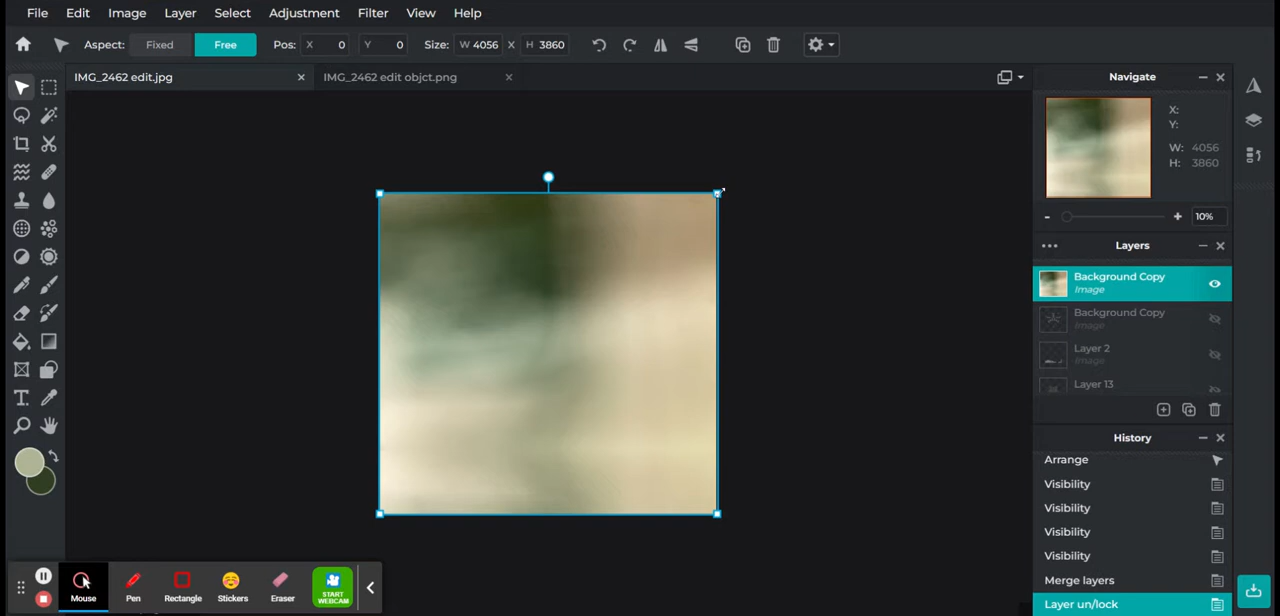 File Edit Image Layer Select Adjustment Filter View Help
Aspect: Fixed Free Pos: X 0 Y 0 Size: W 4056 X H 3860
IMG_2462 edit.jpg IMG_2462 edit objct.png
Navigate
X:
Y:
W: 4056
H: 3860
- + 10%
Layers
Background Copy
Image
Background Copy
Image
Layer 2
Image
Layer 13
History
Arrange
Visibility
Visibility
Visibility
Visibility
Merge layers
Layer un/lock
Mouse Pen Rectangle Stickers Eraser START WEBCAM